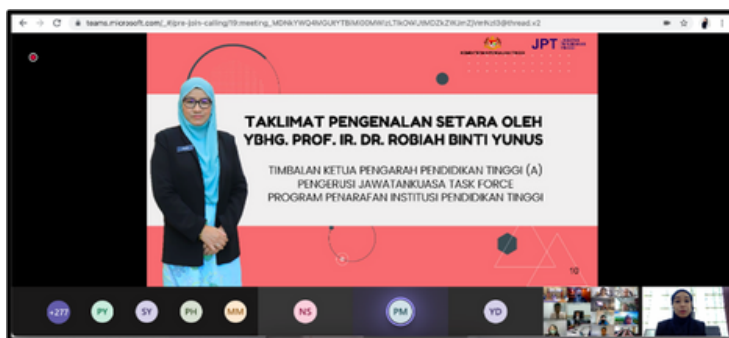 JPT
TAKLIMAT PENGENALAN SETARA OLEH
YBHG. PROF. IR. DR. ROBIAH BINTI YUNUS
TIMBALAN KETUA PENGARAH PENDIDIKAN TINGGI (A)
PENGERUSI JAWATANKUASA TASK FORCE
PROGRAM PENARAFAN INSTITUSI PENDIDIKAN TINGGI
10
+277
PY
SY
PH
MM
NS
PM
YD